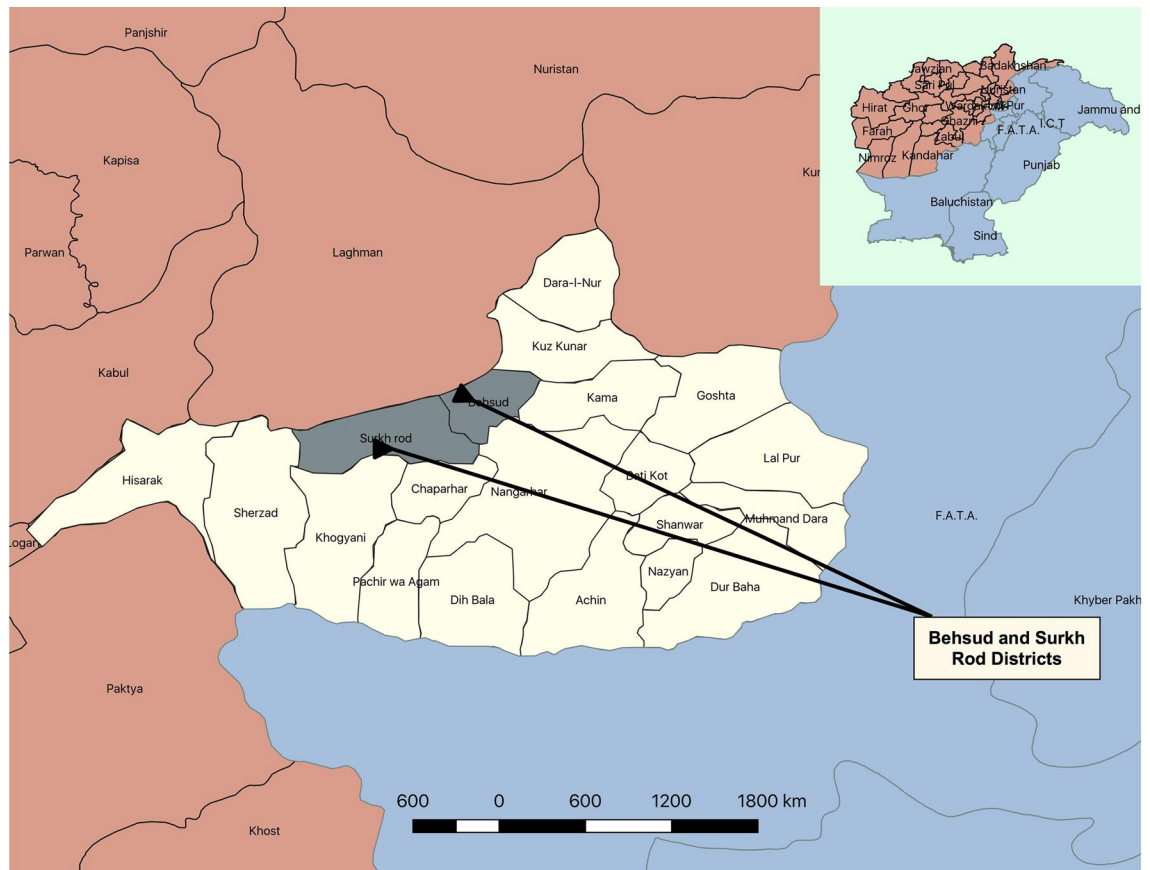 Panjshir
Nuristan
Kapisa
Parwan
Laghman
Kabul
Kun
Dara-I-Nur
Kuz Kunar
Behsud
Kama
Goshta
Surkh rod
Lal Pur
Hisarak
Chaparhar
Nangarhar
Bati Kot
Sherzad
Khogyani
Shanwar
Muhmand Dara
F.A.T.A.
Logar
Pachir wa Agam
Dih Bala
Achin
Nazyan
Dur Baha
Khyber Pakh
Paktya
Khost
Behsud and Surkh
Rod Districts
600 0 600 1200 1800 km
Jawzjan
Badakhshan
Sari Pul
Nuristan
Hirat
Ghor
Ghazni
Farah
Zabul
Nimroz
Kandahar
F.A.T.A.
I.C.T
Jammu and
Punjab
Baluchistan
Sind